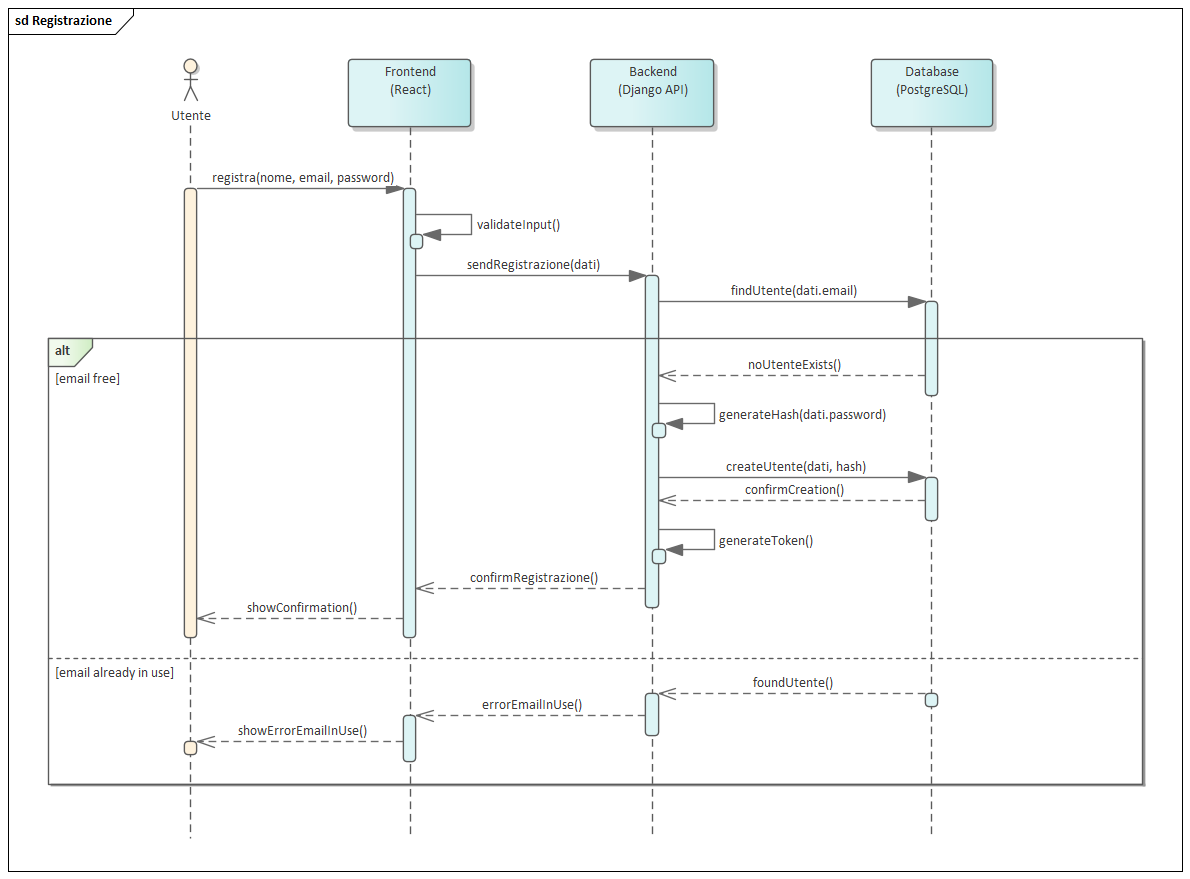 sd Registrazione
Utente
Frontend
(React)
Backend
(Django API)
Database
(PostgreSQL)
registra(nome, email, password)
validateInput()
sendRegistrazione(dati)
findUtente(dati.email)
alt
[email free]
noUtenteExists()
generateHash(dati.password)
createUtente(dati, hash)
confirmCreation()
generateToken()
confirmRegistrazione()
showConfirmation()
[email already in use]
foundUtente()
errorEmailInUse()
showErrorEmailInUse()